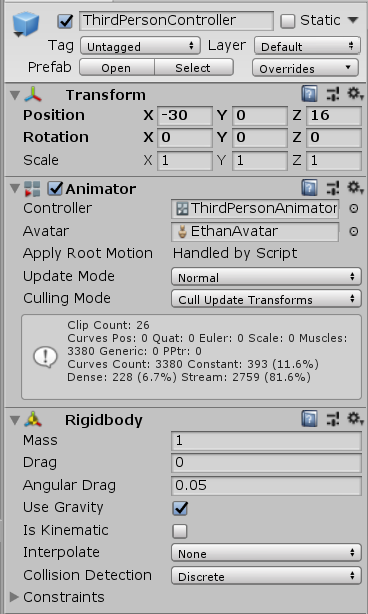 ThirdPersonController Static
Tag Untagged Layer Default
Prefab Open Select Overrides
Transform
Position X -30 Y 0 Z 16
Rotation X 0 Y 0 Z 0
Scale X 1 Y 1 Z 1
Animator
Controller ThirdPersonAnimator
Avatar EthanAvatar
Apply Root Motion Handled by Script
Update Mode Normal
Culling Mode Cull Update Transforms
Clip Count: 26
Curves Pos: 0 Quat: 0 Euler: 0 Scale: 0 Muscles:
3380 Generic: 0 PPtr: 0
Curves Count: 3380 Constant: 393 (11.6%)
Dense: 228 (6.7%) Stream: 2759 (81.6%)
Rigidbody
Mass 1
Drag 0
Angular Drag 0.05
Use Gravity
Is Kinematic
Interpolate None
Collision Detection Discrete
Constraints